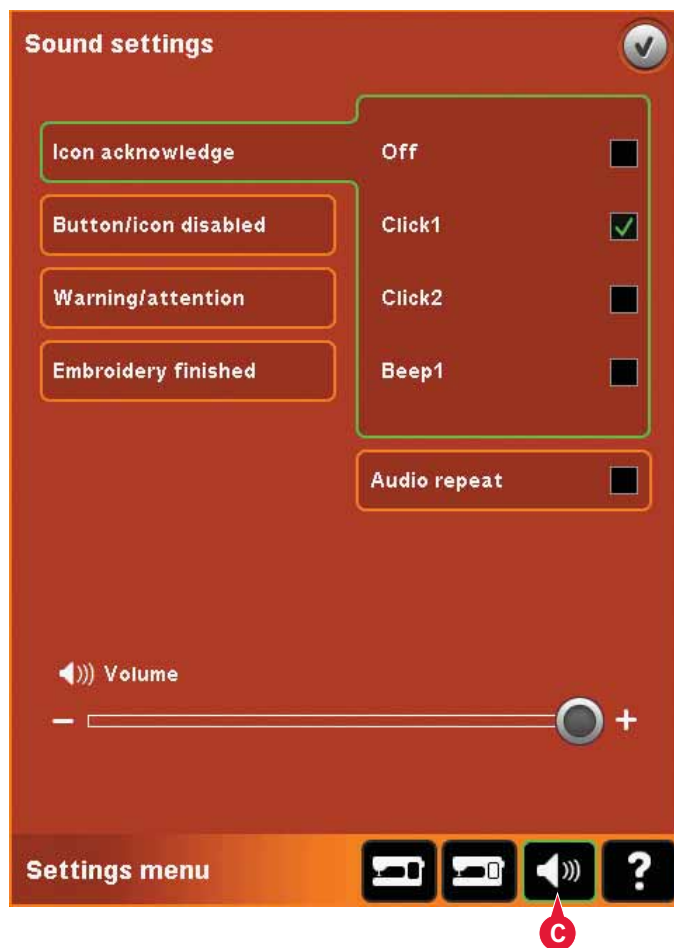 Sound settings
Icon acknowledge
Button/icon disabled
Warning/attention
Embroidery finished
Off
Click1
Click2
Beep1
Audio repeat
Volume
− +
Settings menu
?
C